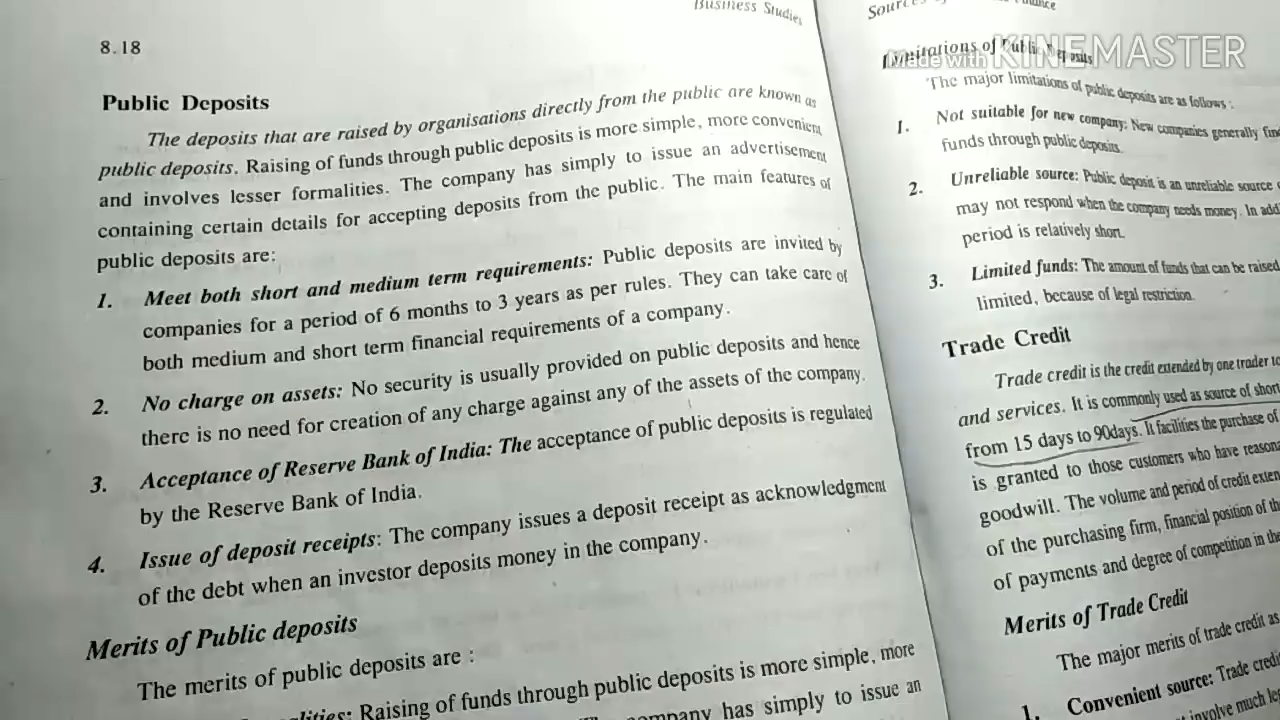 Business Studies
8.18
Public Deposits
The deposits that are raised by organisations directly from the public are known as
public deposits. Raising of funds through public deposits is more simple, more convenient
and involves lesser formalities. The company has simply to issue an advertisement
containing certain details for accepting deposits from the public. The main features of
public deposits are:
1. Meet both short and medium term requirements: Public deposits are invited by
companies for a period of 6 months to 3 years as per rules. They can take care of
both medium and short term financial requirements of a company.
2. No charge on assets: No security is usually provided on public deposits and hence
there is no need for creation of any charge against any of the assets of the company.
3. Acceptance of Reserve Bank of India: The acceptance of public deposits is regulated
by the Reserve Bank of India.
4. Issue of deposit receipts: The company issues a deposit receipt as acknowledgment
of the debt when an investor deposits money in the company.
Merits of Public deposits
The merits of public deposits are :
Raising of funds through public deposits is more simple, more
company has simply to issue an
Made with KINEMASTER
Limitations of Public Deposits
The major limitations of public deposits are as follows :
1. Not suitable for new company: New companies generally
funds through public deposits.
2. Unreliable source: Public deposit is an unreliable source
may not respond when the company needs money. In
period is relatively short.
3. Limited funds: The amount of funds that can be raised
limited, because of legal restriction.
Trade Credit
Trade credit is the credit extended by one trader to
and services. It is commonly used as source of short
from 15 days to 90days. It facilities the purchase of
is granted to those customers who have
goodwill. The volume and period of credit
of the purchasing firm, financial position of
of payments and degree of competition in the
Merits of Trade Credit
The major merits of trade credit as
1. Convenient source: Trade credit
involve much